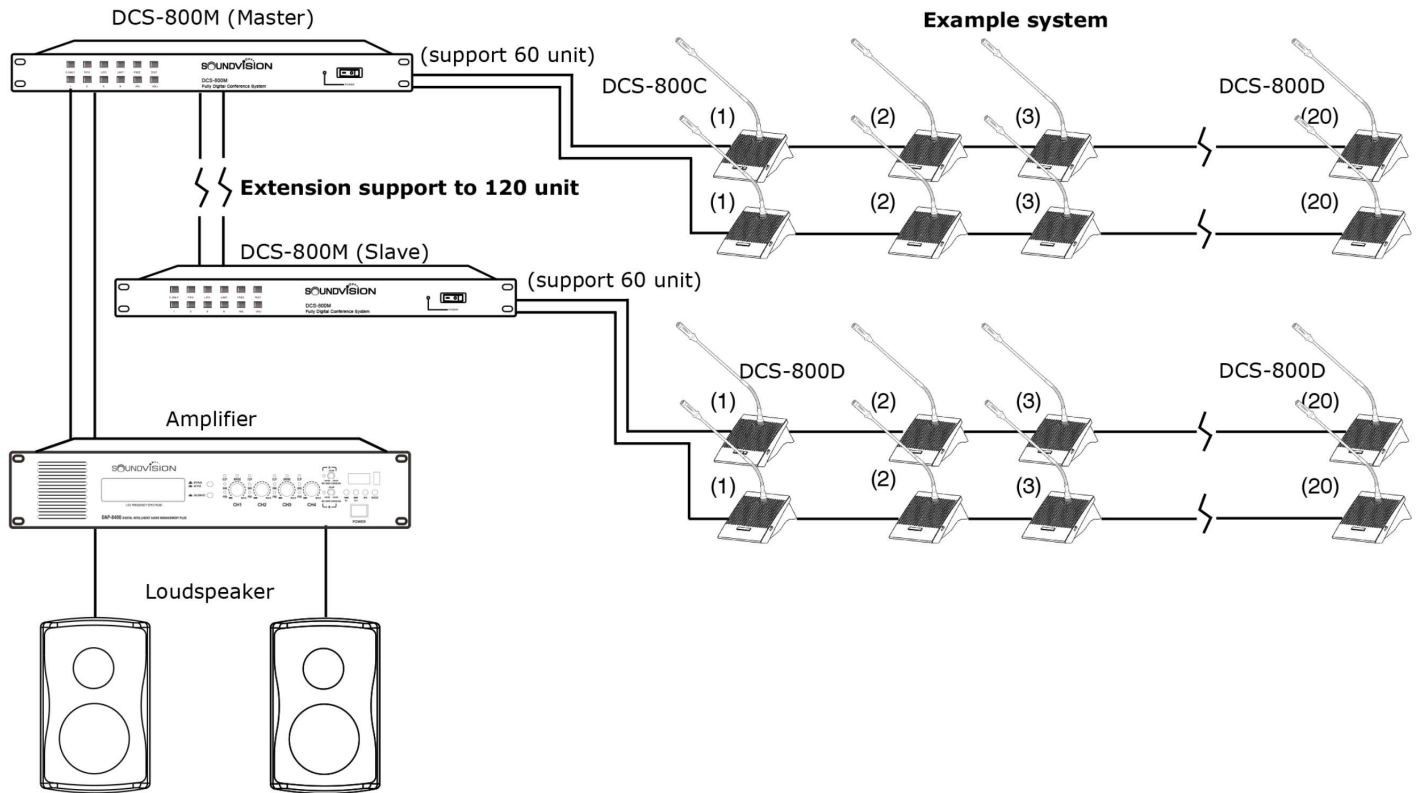 DCS-800M (Master)
Example system
(support 60 unit)
SOUNDVISION
DCS-800M
Fully Digital Conference System
POWER
DCS-800C
DCS-800D
(1)
(2)
(3)
(20)
Extension support to 120 unit
(1)
(2)
(3)
(20)
DCS-800M (Slave)
(support 60 unit)
SOUNDVISION
DCS-800M
Fully Digital Conference System
POWER
DCS-800D
DCS-800D
(1)
(2)
(3)
(20)
(1)
(2)
(3)
(20)
Amplifier
SOUNDVISION
CH1
CH2
CH3
CH4
POWER
Loudspeaker